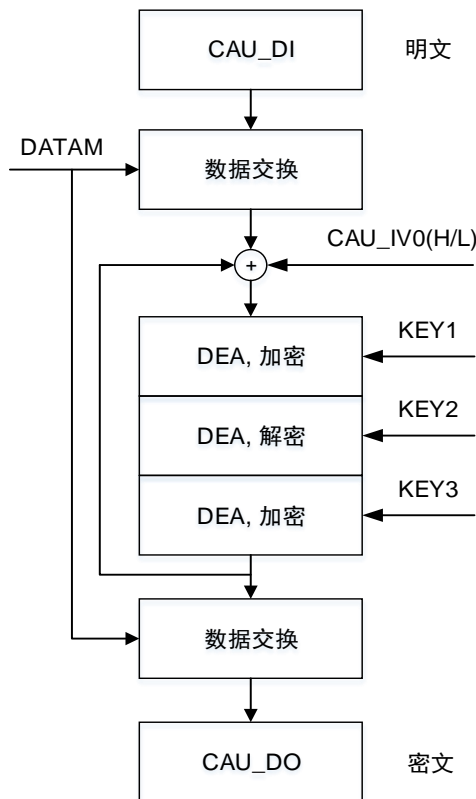 CAU_DI 明文
DATAM
数据交换
CAU_IV0(H/L)
+
DEA, 加密 KEY1
DEA, 解密 KEY2
DEA, 加密 KEY3
数据交换
CAU_DO 密文